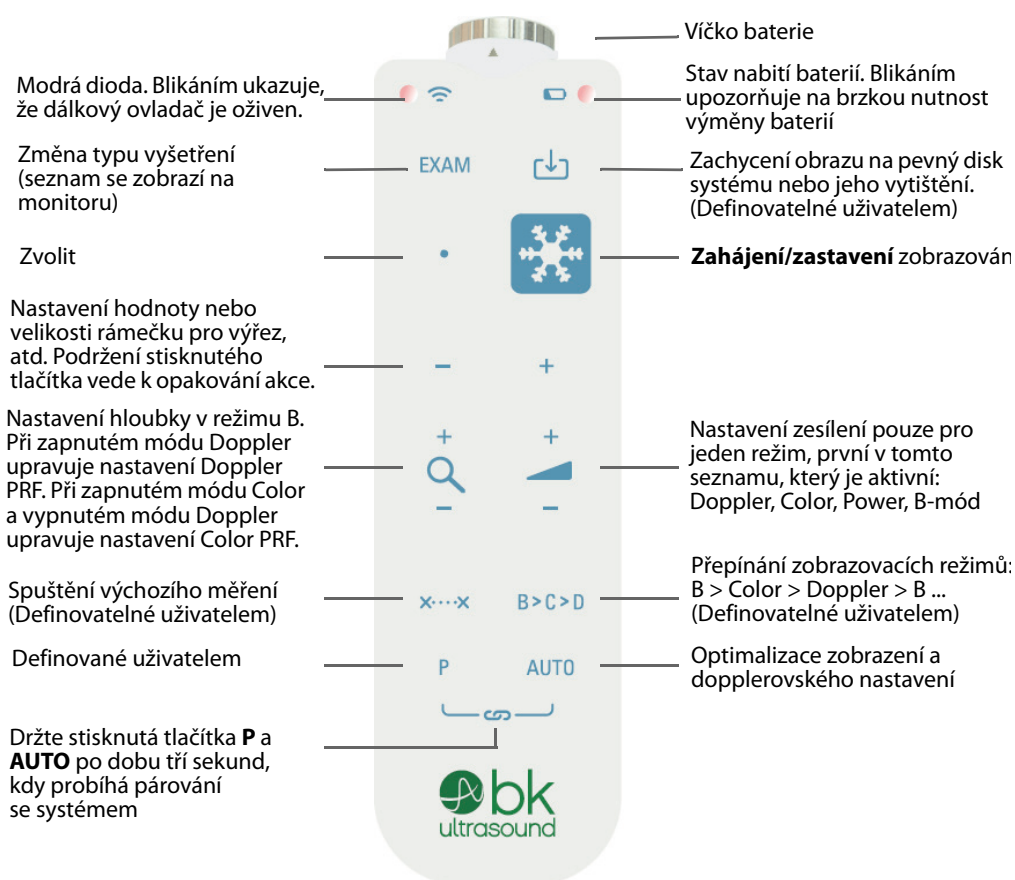 Víčko baterie
Modrá dioda. Blikáním ukazuje,
že dálkový ovladač je oživen.
Stav nabití baterií. Blikáním
upozorňuje na brzkou nutnost
výměny baterií
Změna typu vyšetření
(seznam se zobrazí na
monitoru)
EXAM
Zachycení obrazu na pevný disk
systému nebo jeho vytištění.
(Definovatelné uživatelem)
Zvolit
Zahájení/zastavení zobrazován
Nastavení hodnoty nebo
velikosti rámečku pro výřez,
atd. Podržení stisknutého
tlačítka vede k opakování akce.
− +
Nastavení hloubky v režimu B.
Při zapnutém módu Doppler
upravuje nastavení Doppler
PRF. Při zapnutém módu Color
a vypnutém módu Doppler
upravuje nastavení Color PRF.
+ +
− −
Nastavení zesílení pouze pro
jeden režim, první v tomto
seznamu, který je aktivní:
Doppler, Color, Power, B-mód
Spuštění výchozího měření
(Definovatelné uživatelem)
x····x B>C>D
Přepínání zobrazovacích režimů:
B > Color > Doppler > B ...
(Definovatelné uživatelem)
Definované uživatelem
P AUTO
Optimalizace zobrazení a
dopplerovského nastavení
Držte stisknutá tlačítka P a
AUTO po dobu tří sekund,
kdy probíhá párování
se systémem
bk
ultrasound